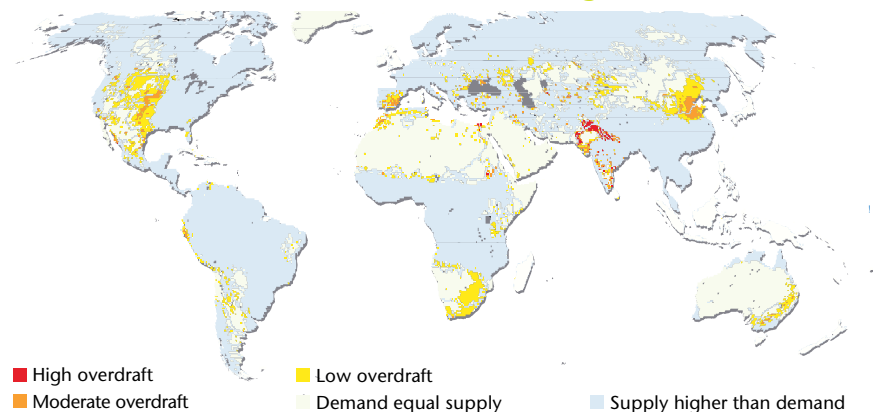 High overdraft
Low overdraft
Moderate overdraft
Demand equal supply
Supply higher than demand